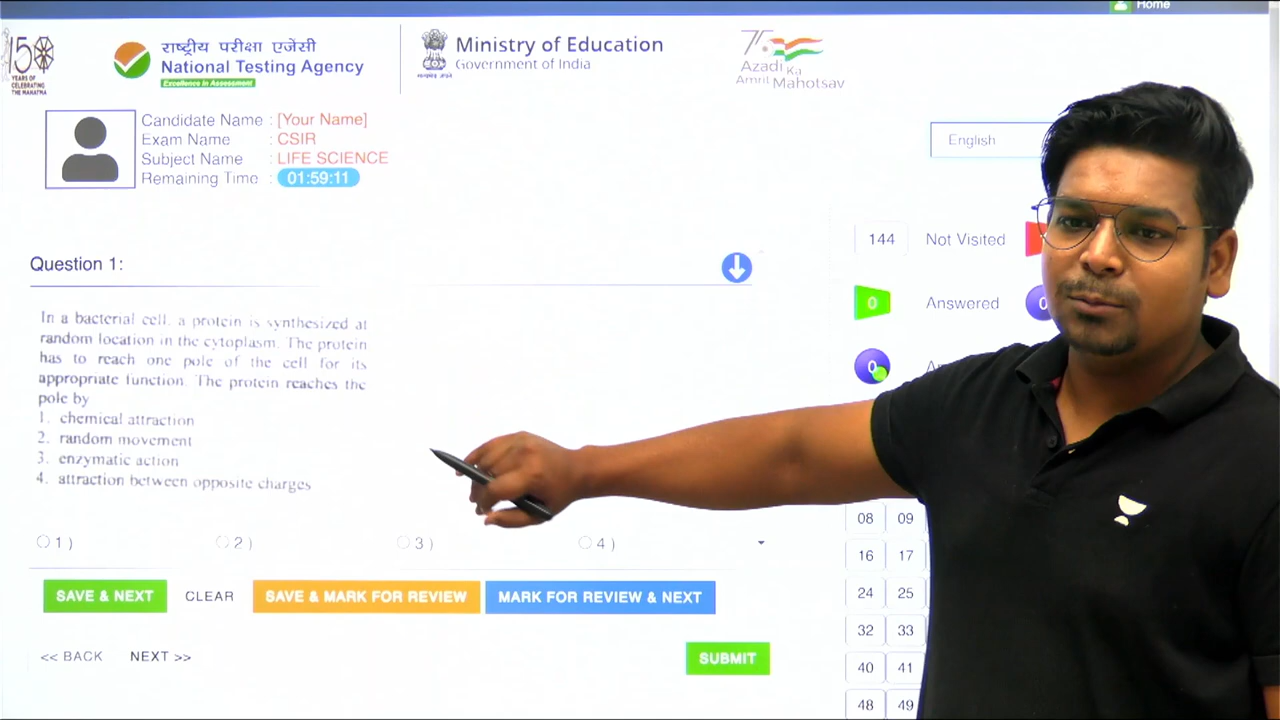 Home
150
YEARS OF
CELEBRATING
THE MAHATMA
राष्ट्रीय परीक्षा एजेंसी
National Testing Agency
Excellence in Assessment
Ministry of Education
Government of India
सत्यमेव जयते
75
Azadi Ka
Amrit Mahotsav
Candidate Name : [Your Name]
Exam Name : CSIR
Subject Name : LIFE SCIENCE
Remaining Time : 01:59:11
English
144 Not Visited
0 Answered 0
0
Question 1:
In a bacterial cell, a protein is synthesized at
random location in the cytoplasm. The protein
has to reach one pole of the cell for its
appropriate function. The protein reaches the
pole by
1. chemical attraction
2. random movement
3. enzymatic action
4. attraction between opposite charges
1 ) 2 ) 3 ) 4 )
SAVE & NEXT CLEAR SAVE & MARK FOR REVIEW MARK FOR REVIEW & NEXT
<< BACK NEXT >> SUBMIT
08 09
16 17
24 25
32 33
40 41
48 49